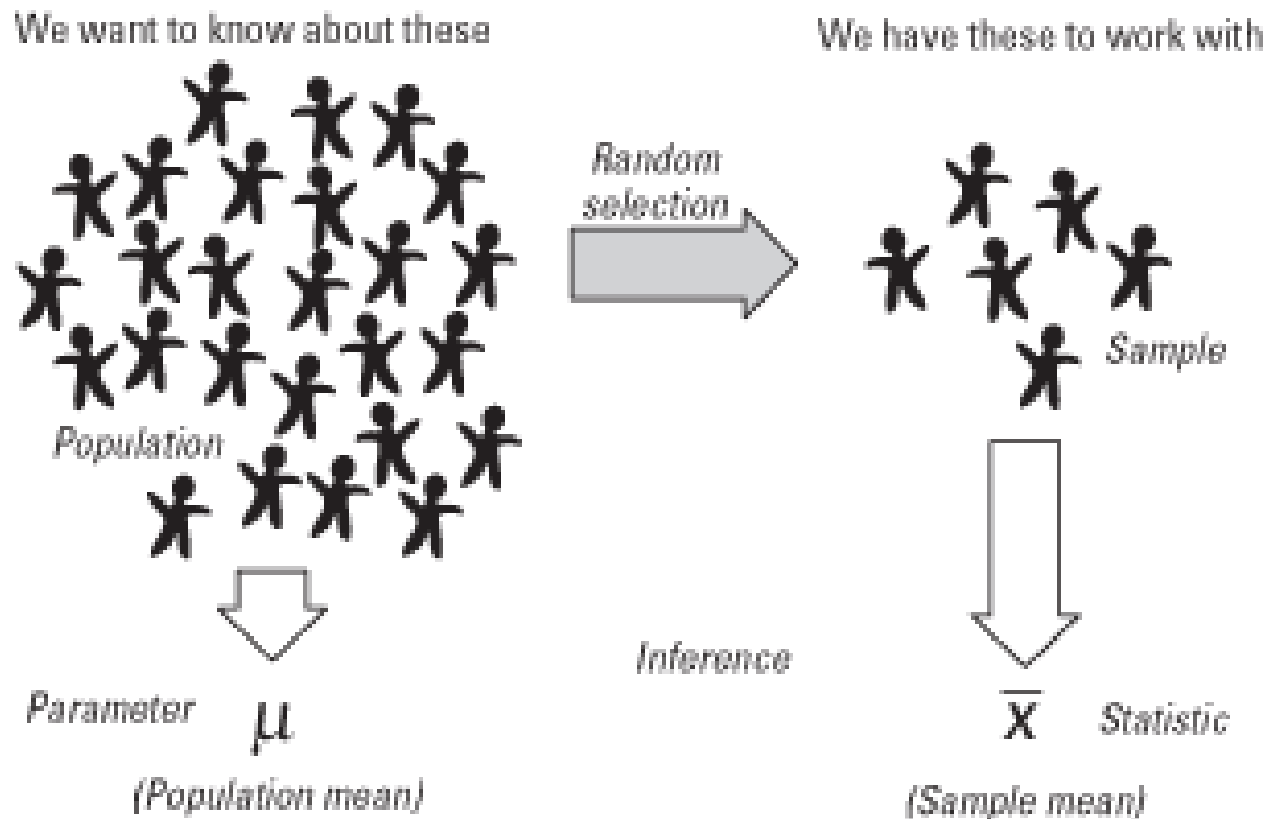 We want to know about these
We have these to work with
Random
selection
Sample
Population
Inference
Parameter μ
x̄ Statistic
(Population mean)
(Sample mean)